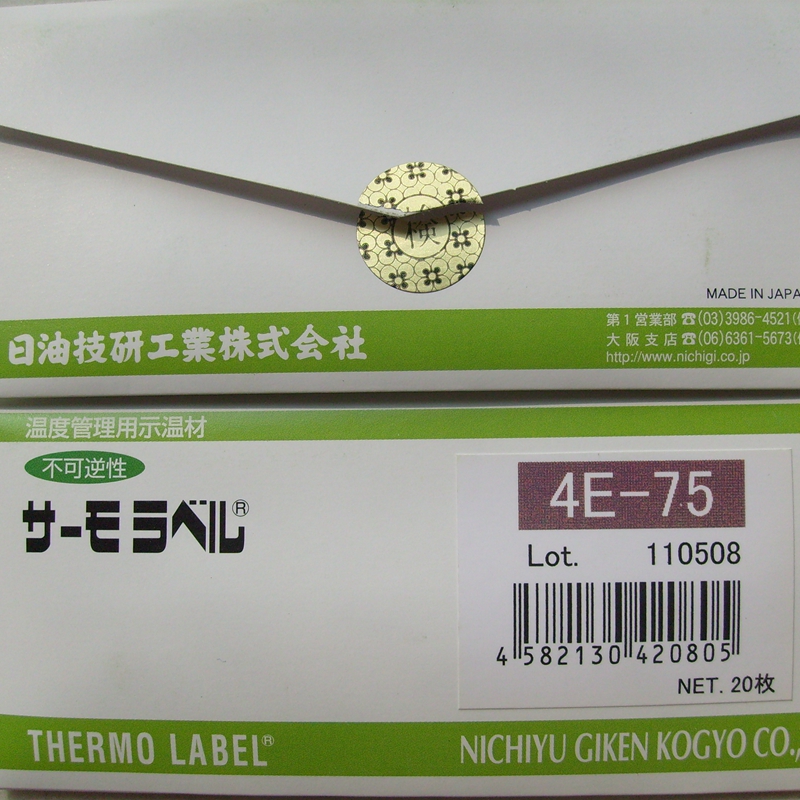 検
MADE IN JAPA
日油技研工業株式会社
第1営業部 ☎(03)3986-4521
大阪支店 ☎(06)6361-5673
http://www.nichigi.co.jp
温度管理用示温材
不可逆性
サーモラベル®
4E-75
Lot. 110508
4 582130 420805
NET. 20枚
THERMO LABEL®
NICHIYU GIKEN KOGYO CO.,